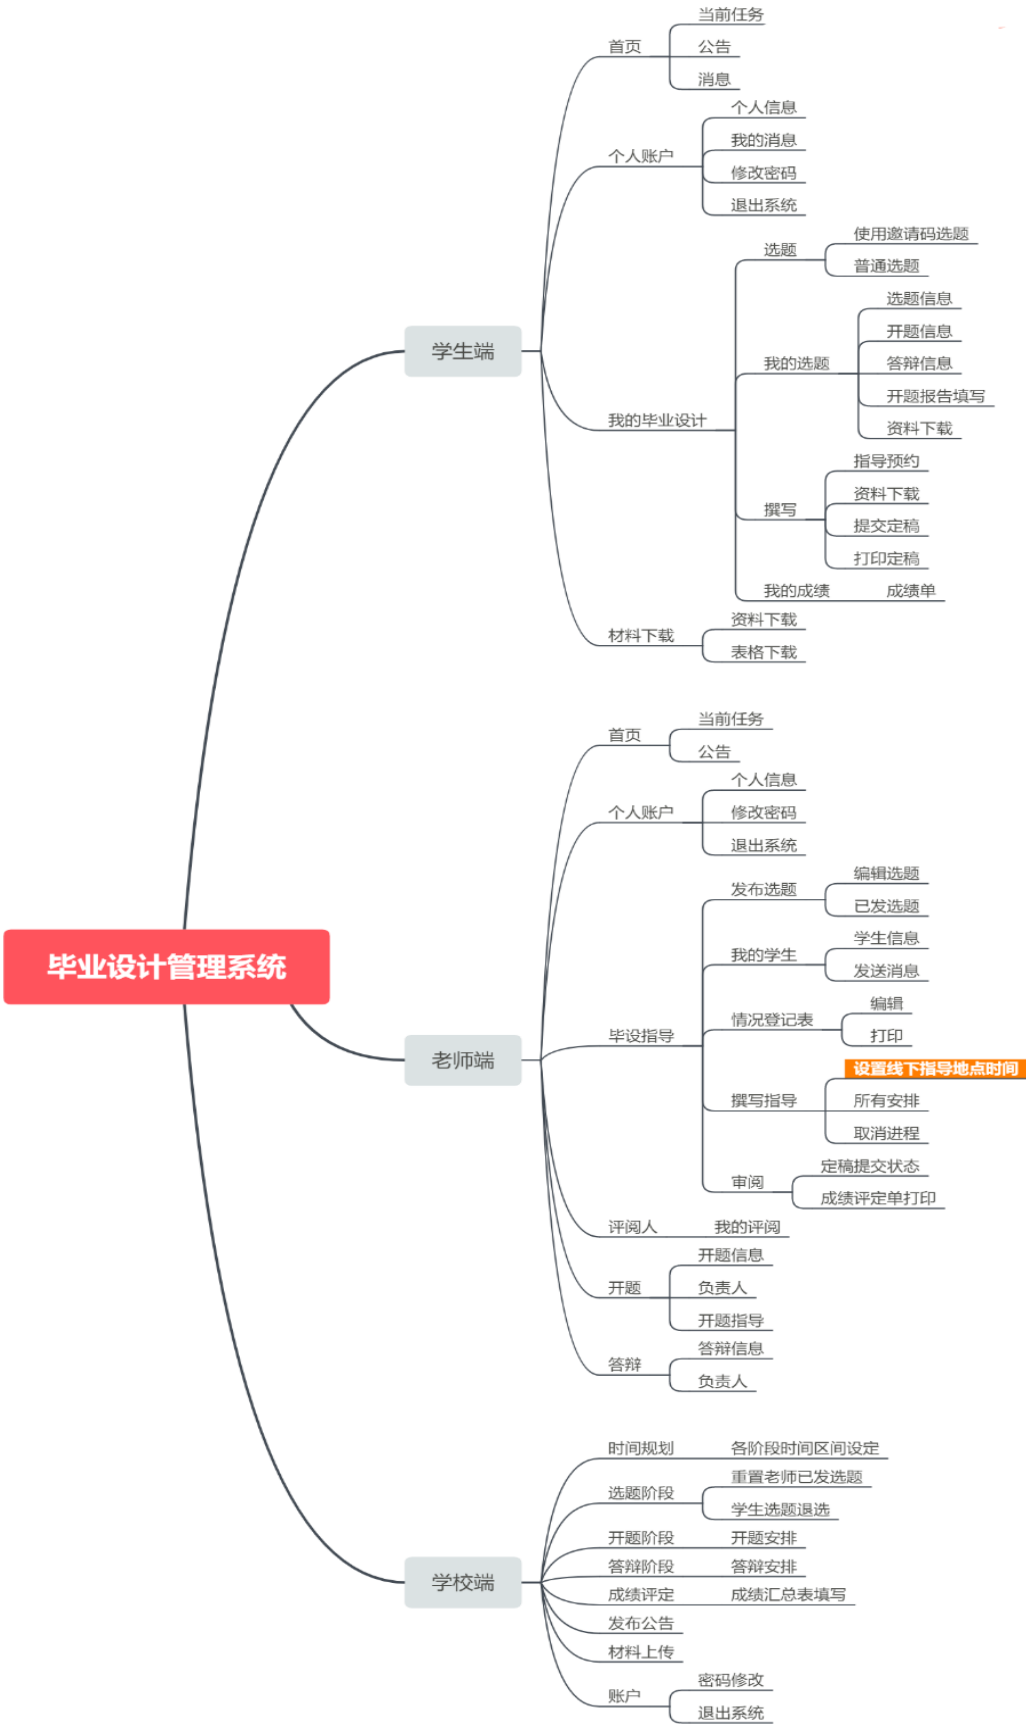 当前任务
首页
公告
消息
个人信息
我的消息
个人账户
修改密码
退出系统
使用邀请码选题
选题
普通选题
选题信息
开题信息
学生端
我的选题
答辩信息
开题报告填写
我的毕业设计
资料下载
指导预约
资料下载
撰写
提交定稿
打印定稿
我的成绩
成绩单
资料下载
材料下载
表格下载
当前任务
首页
公告
个人信息
个人账户
修改密码
退出系统
编辑选题
发布选题
已发选题
学生信息
我的学生
发送消息
毕业设计管理系统
编辑
情况登记表
毕设指导
打印
老师端
设置线下指导地点时间
撰写指导
所有安排
取消进程
定稿提交状态
审阅
成绩评定单打印
评阅人
我的评阅
开题信息
开题
负责人
开题指导
答辩信息
答辩
负责人
时间规划
各阶段时间区间设定
重置老师已发选题
选题阶段
学生选题退选
开题阶段
开题安排
答辩阶段
答辩安排
学校端
成绩评定
成绩汇总表填写
发布公告
材料上传
密码修改
账户
退出系统